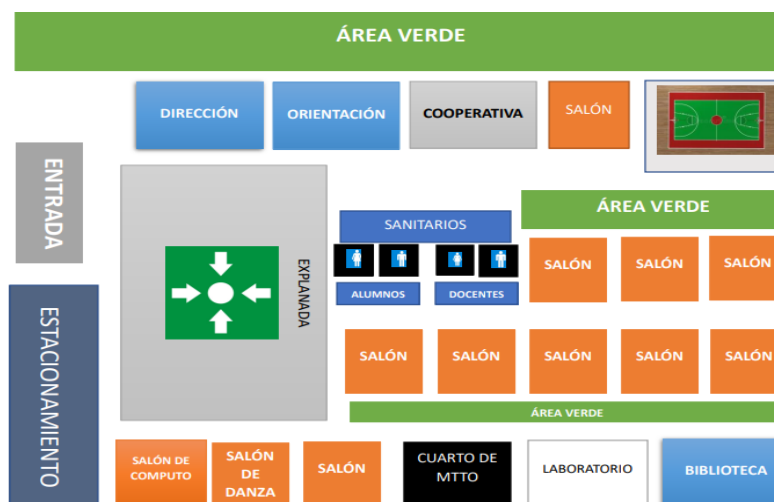 ÁREA VERDE
DIRECCIÓN
ORIENTACIÓN
COOPERATIVA
SALÓN
ENTRADA
EXPLANADA
SANITARIOS
ALUMNOS
DOCENTES
ÁREA VERDE
SALÓN
SALÓN
SALÓN
ESTACIONAMIENTO
SALÓN
SALÓN
SALÓN
SALÓN
SALÓN
ÁREA VERDE
SALÓN DE
COMPUTO
SALÓN
DE
DANZA
SALÓN
CUARTO DE
MTTO
LABORATORIO
BIBLIOTECA